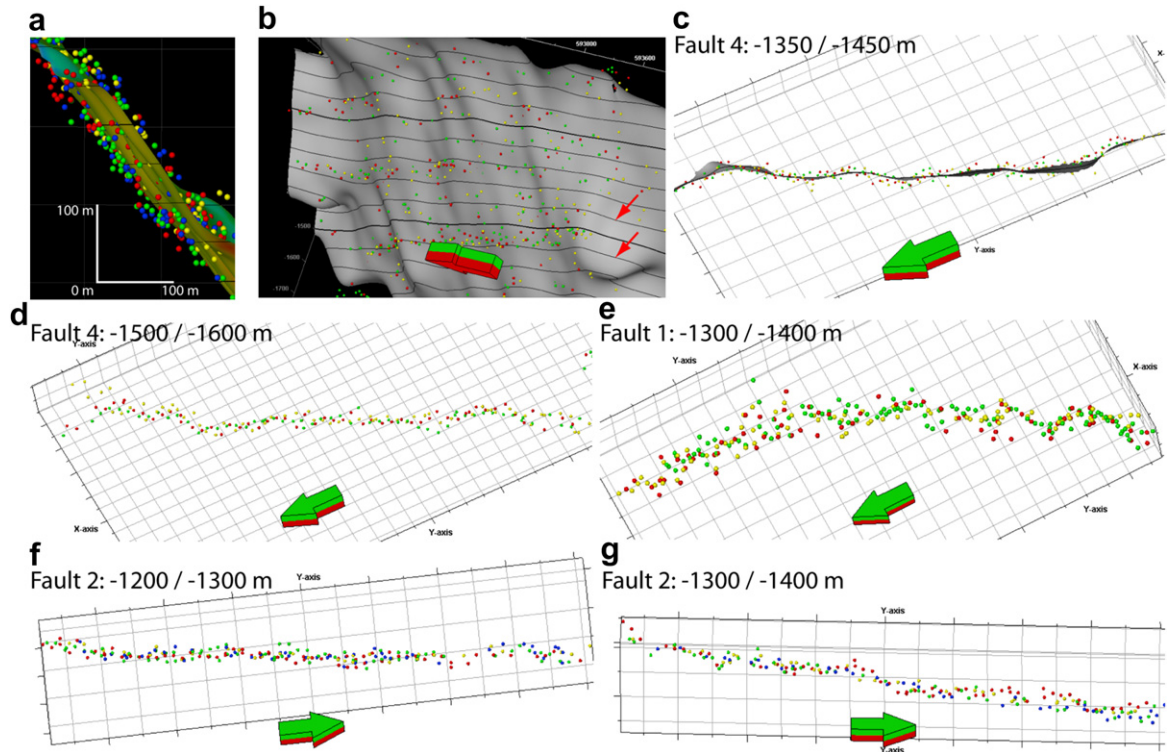 a
100 m
0 m
100 m
b
593800
593600
-1500
-1600
-1700
c
Fault 4: -1350 / -1450 m
X-
Y-axis
d
Fault 4: -1500 / -1600 m
Y-axis
X-axis
Y-axis
e
Fault 1: -1300 / -1400 m
Y-axis
X-axis
Y-axis
f
Fault 2: -1200 / -1300 m
Y-axis
g
Fault 2: -1300 / -1400 m
Y-axis
Y-axis